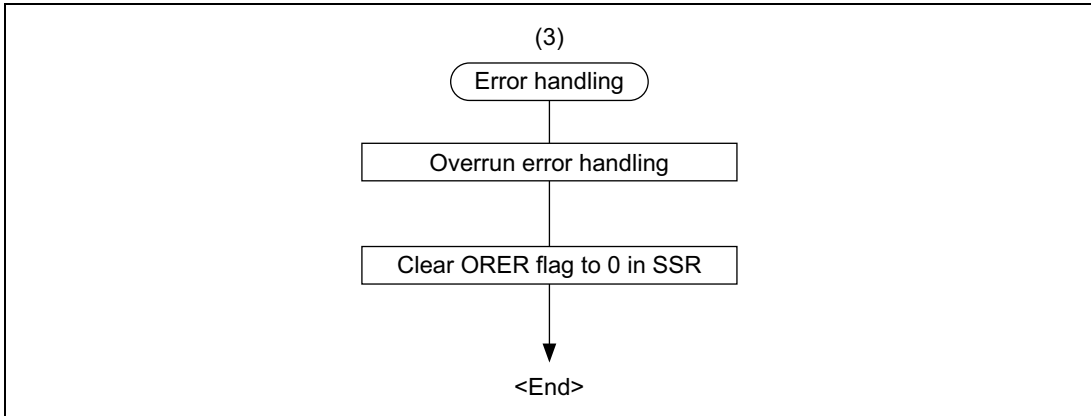 (3)
Error handling
Overrun error handling
Clear ORER flag to 0 in SSR
<End>